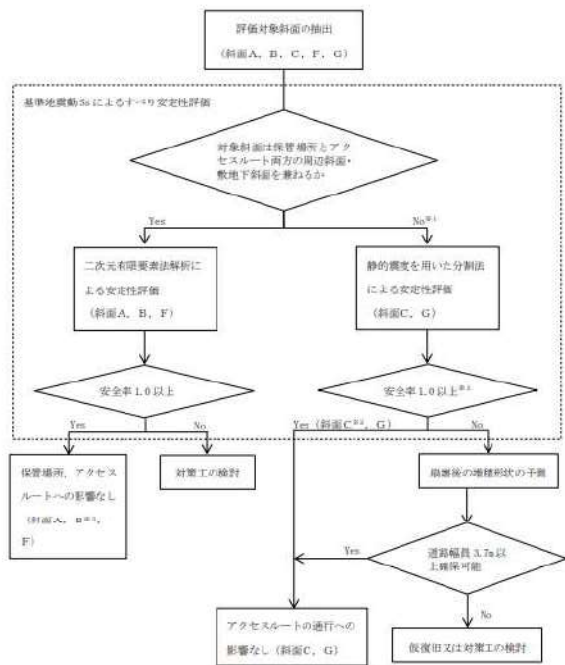 評価対象斜面の抽出
(斜面A, B, C, F, G)
基準地震動Ssによるすべり安定性評価
対象斜面は保管場所とアク
セスルート両方の周辺斜面・
敷地下斜面を兼ねるか
Yes
No※1
二次元有限要素法解析に
よる安定性評価
(斜面A, B, F)
静的震度を用いた分割法
による安定性評価
(斜面C, G)
安全率1.0以上
安全率1.0以上
Yes
No
Yes (斜面C, G)
No
保管場所, アクセス
ルートへの影響なし
(斜面A, B
F)
対策工の検討
崩壊後の堆積形状の予測
Yes
道路幅員3.7m以
上確保可能
No
アクセスルートの通行への
影響なし(斜面C, G)
仮復旧又は対策工の検討